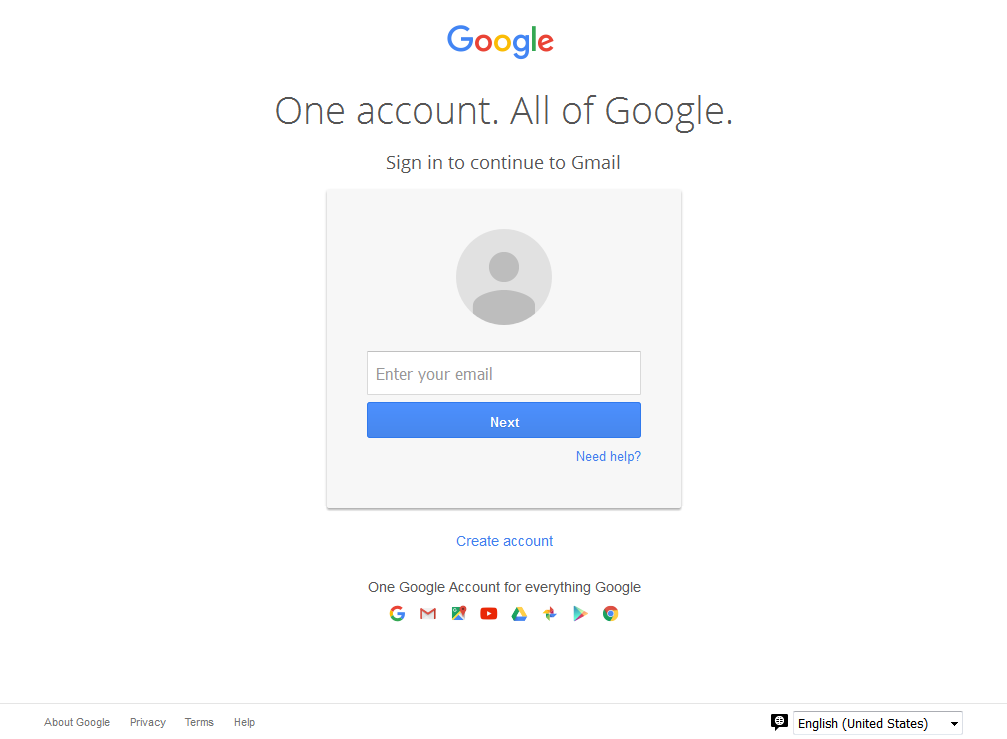 Google
One account. All of Google.
Sign in to continue to Gmail
Enter your email
Next
Need help?
Create account
One Google Account for everything Google
About Google Privacy Terms Help English (United States)